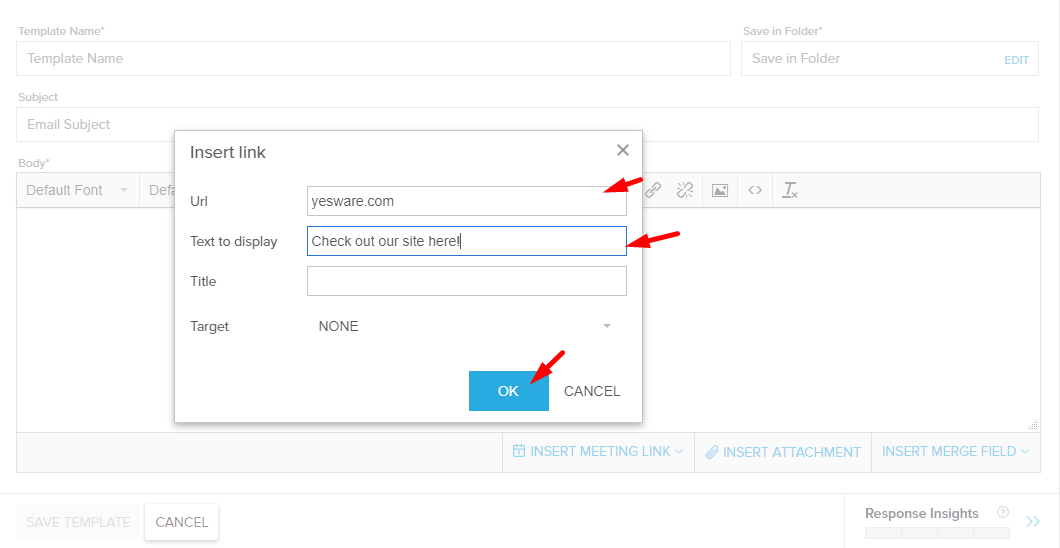 Template Name*
Save in Folder*
Template Name
Save in Folder
EDIT
Subject
Email Subject
Insert link
Body*
Default Font
Url
yesware.com
Text to display
Check out our site here!
Title
Target
NONE
OK
CANCEL
INSERT MEETING LINK
INSERT ATTACHMENT
INSERT MERGE FIELD
SAVE TEMPLATE
CANCEL
Response Insights